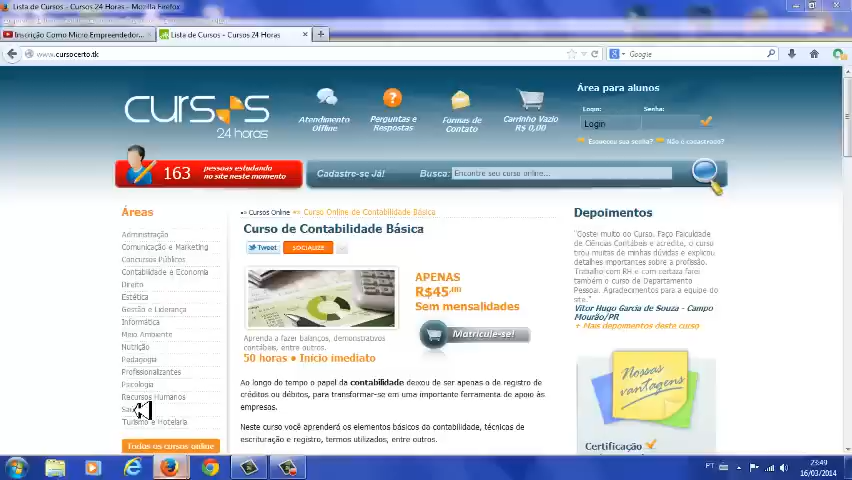 Lista de Cursos - Cursos 24 Horas - Mozilla Firefox
Inscrição Como Micro Empreendedor...
Lista de Cursos - Cursos 24 Horas
www.cursocerto.tk
Google
cursos
24 horas
Atendimento
Offline
Perguntas e
Respostas
Formas de
Contato
Carrinho Vazio
R$ 0,00
Área para alunos
Login:
Senha:
Login
Esqueceu sua senha?
Não é cadastrado?
163
pessoas estudando
no site neste momento
Cadastre-se Já!
Busca:
Encontre seu curso online...
Áreas
Administração
Comunicação e Marketing
Concursos Públicos
Contabilidade e Economia
Direito
Estética
Gestão e Liderança
Informática
Meio Ambiente
Nutrição
Pedagogia
Profissionalizantes
Psicologia
Recursos Humanos
Turismo e Hotelaria
Todos os cursos online
Cursos Online
Curso Online de Contabilidade Básica
Curso de Contabilidade Básica
Tweet
SOCIALIZE
APENAS
R$45,00
Sem mensalidades
Matricule-se!
Aprenda a fazer balanços, demonstrativos
contábeis, entre outros.
50 horas • Início imediato
Ao longo do tempo o papel da contabilidade deixou de ser apenas o de registro de
créditos ou débitos, para transformar-se em uma importante ferramenta de apoio às
empresas.
Neste curso você aprenderá os elementos básicos da contabilidade, técnicas de
escrituração e registro, termos utilizados, entre outros.
Depoimentos
"Gostei muito do Curso. Faço Faculdade
de Ciências Contábeis e acredite, o curso
tirou muitas de minhas dúvidas e explicou
detalhes importantes sobre a profissão.
Trabalho com RH e com certeza farei
também o curso de Departamento
Pessoal. Agradecimentos para a equipe do
site."
Vitor Hugo Garcia de Souza - Campo
Mourão/PR
+ Mais depoimentos deste curso
Nossas
vantagens
Certificação
PT
23:49
16/03/2014